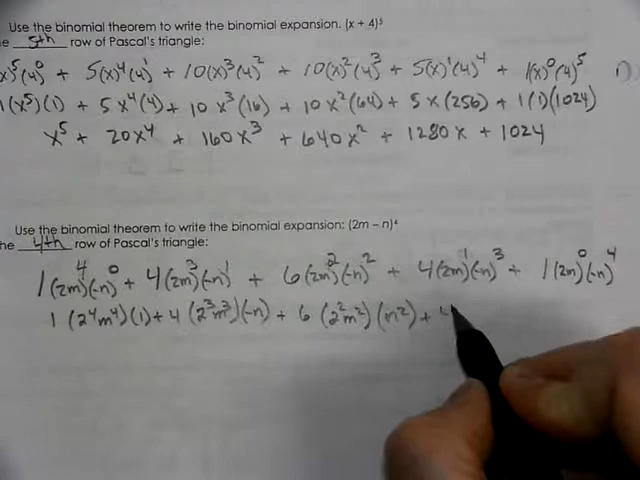 Use the binomial theorem to write the binomial expansion. (x + 4)⁵
he 5th row of Pascal's triangle:
x⁵(4)⁰ + 5(x)⁴(4)¹ + 10(x)³(4)² + 10(x)²(4)³ + 5(x)¹(4)⁴ + 1(x)⁰(4)⁵
1(x⁵)(1) + 5x⁴(4) + 10x³(16) + 10x²(64) + 5x(256) + 1(1)(1024)
x⁵ + 20x⁴ + 160x³ + 640x² + 1280x + 1024
Use the binomial theorem to write the binomial expansion: (2m – n)⁴
he 4th row of Pascal's triangle:
1(2m)⁴(-n)⁰ + 4(2m)³(-n)¹ + 6(2m)²(-n)² + 4(2m)¹(-n)³ + 1(2m)⁰(-n)⁴
1(2⁴m⁴)(1) + 4(2³m³)(-n) + 6(2²m²)(n²) + 4